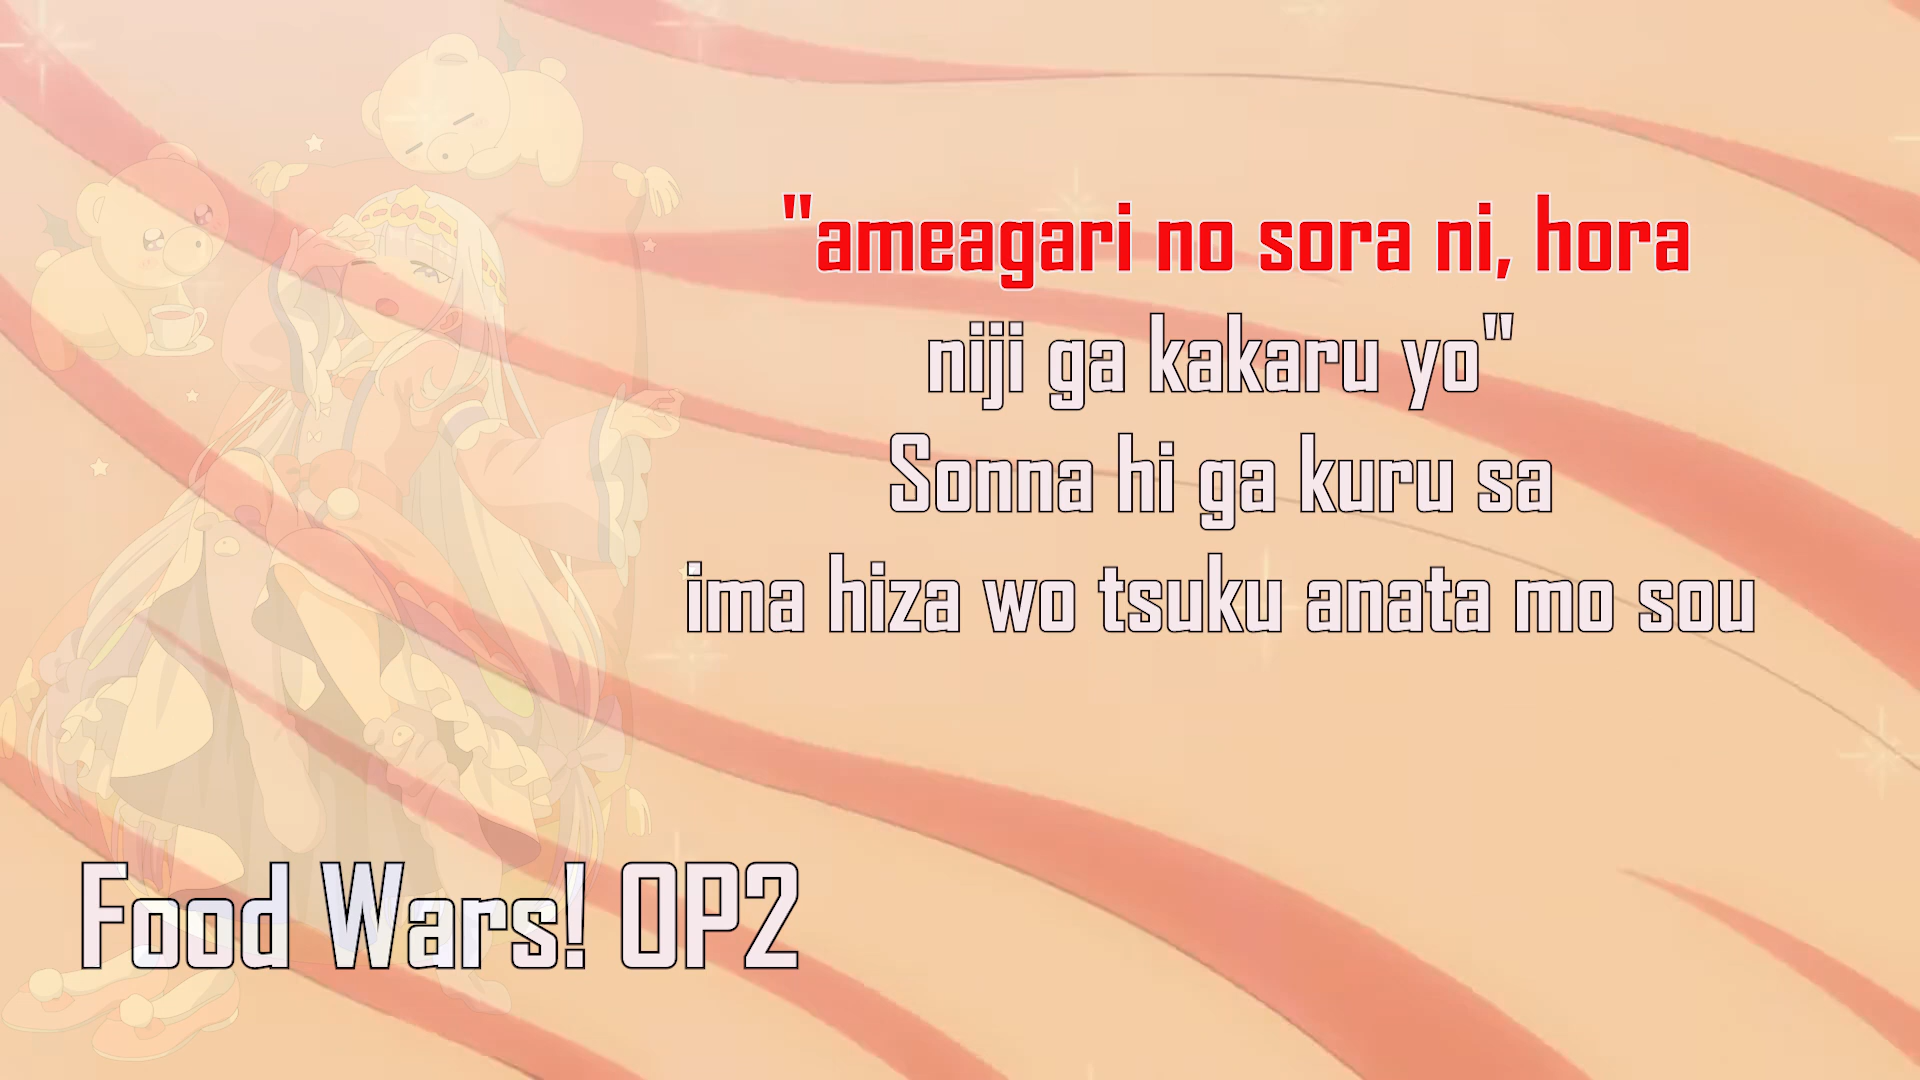 "ameagari no sora ni, hora
niji ga kakaru yo"
Sonna hi ga kuru sa
ima hiza wo tsuku anata mo sou
Food Wars! OP2